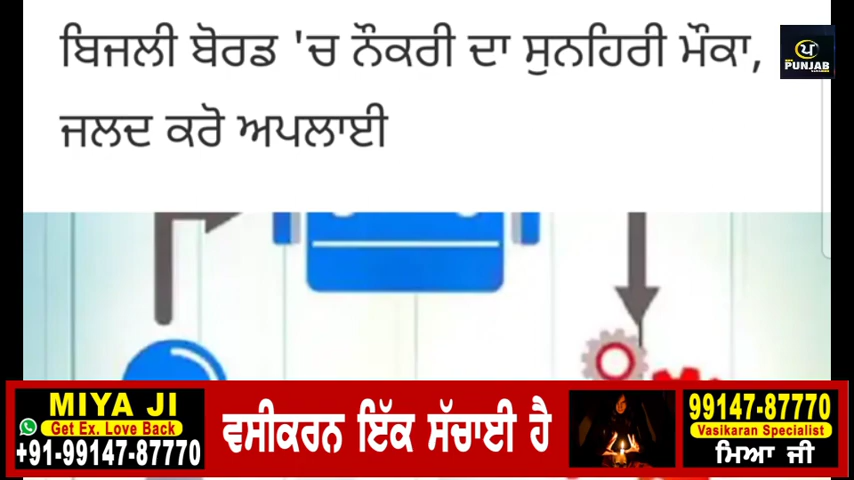 ਬਿਜਲੀ ਬੋਰਡ 'ਚ ਨੌਕਰੀ ਦਾ ਸੁਨਹਿਰੀ ਮੌਕਾ,
ਜਲਦ ਕਰੋ ਅਪਲਾਈ
ਪ
PUNJAB
MIYA JI
Get Ex. Love Back
+91-99147-87770
ਵਸੀਕਰਨ ਇੱਕ ਸੱਚਾਈ ਹੈ
99147-87770
Vasikaran Specialist
ਮਿਆ ਜੀ